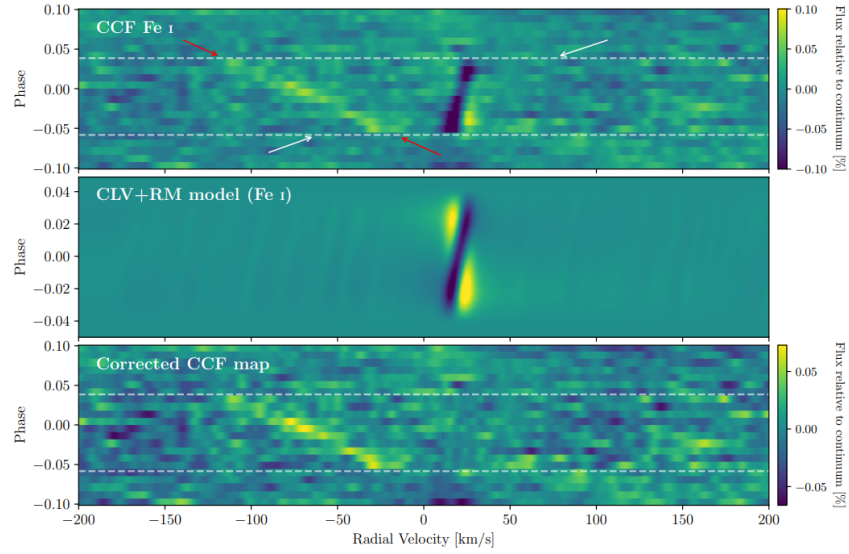 CCF Fe ɪ
0.10
0.05
0.00
−0.05
−0.10
Phase
0.10
0.05
0.00
−0.05
−0.10
Flux relative to continuum [%]
CLV+RM model (Fe ɪ)
0.04
0.02
0.00
−0.02
−0.04
Phase
Corrected CCF map
0.10
0.05
0.00
−0.05
−0.10
Phase
0.05
0.00
−0.05
Flux relative to continuum [%]
−200 −150 −100 −50 0 50 100 150 200
Radial Velocity [km/s]